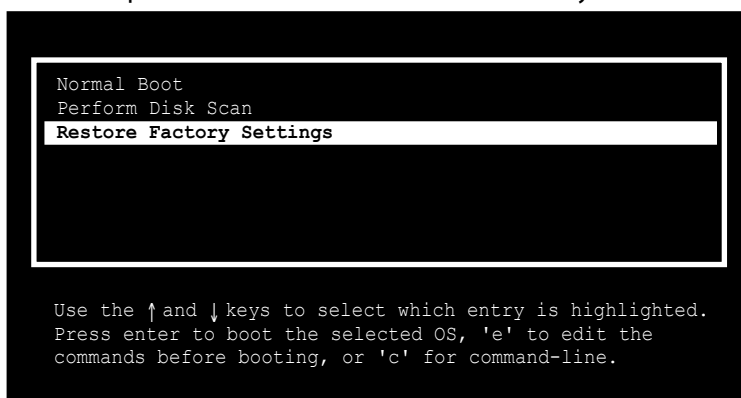 Normal Boot
Perform Disk Scan
Restore Factory Settings
Use the ↑ and ↓ keys to select which entry is highlighted.
Press enter to boot the selected OS, 'e' to edit the
commands before booting, or 'c' for command-line.